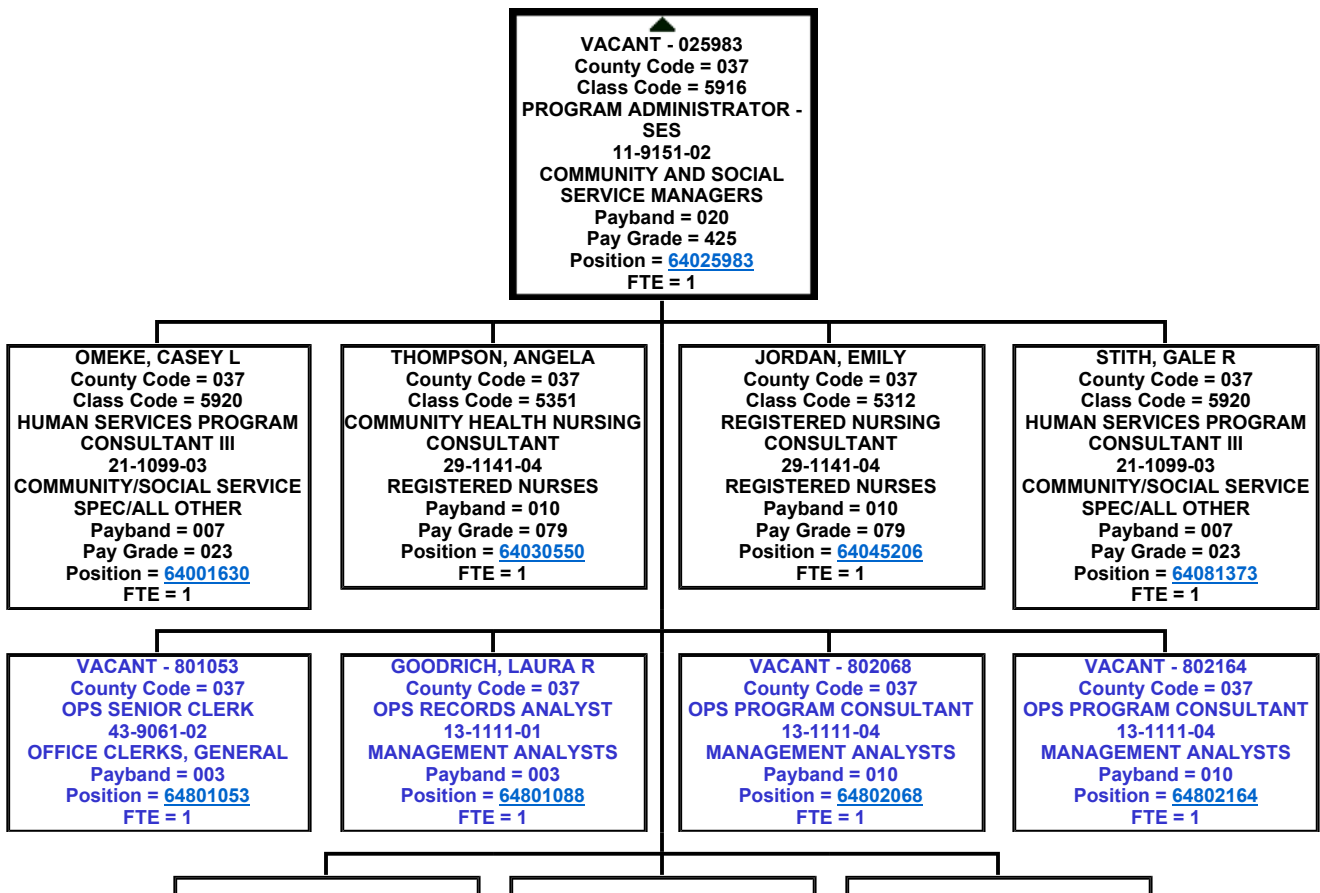 VACANT - 025983
County Code = 037
Class Code = 5916
PROGRAM ADMINISTRATOR -
SES
11-9151-02
COMMUNITY AND SOCIAL
SERVICE MANAGERS
Payband = 020
Pay Grade = 425
Position = 64025983
FTE = 1
OMEKE, CASEY L
County Code = 037
Class Code = 5920
HUMAN SERVICES PROGRAM
CONSULTANT III
21-1099-03
COMMUNITY/SOCIAL SERVICE
SPEC/ALL OTHER
Payband = 007
Pay Grade = 023
Position = 64001630
FTE = 1
THOMPSON, ANGELA
County Code = 037
Class Code = 5351
COMMUNITY HEALTH NURSING
CONSULTANT
29-1141-04
REGISTERED NURSES
Payband = 010
Pay Grade = 079
Position = 64030550
FTE = 1
JORDAN, EMILY
County Code = 037
Class Code = 5312
REGISTERED NURSING
CONSULTANT
29-1141-04
REGISTERED NURSES
Payband = 010
Pay Grade = 079
Position = 64045206
FTE = 1
STITH, GALE R
County Code = 037
Class Code = 5920
HUMAN SERVICES PROGRAM
CONSULTANT III
21-1099-03
COMMUNITY/SOCIAL SERVICE
SPEC/ALL OTHER
Payband = 007
Pay Grade = 023
Position = 64081373
FTE = 1
VACANT - 801053
County Code = 037
OPS SENIOR CLERK
43-9061-02
OFFICE CLERKS, GENERAL
Payband = 003
Position = 64801053
FTE = 1
GOODRICH, LAURA R
County Code = 037
OPS RECORDS ANALYST
13-1111-01
MANAGEMENT ANALYSTS
Payband = 003
Position = 64801088
FTE = 1
VACANT - 802068
County Code = 037
OPS PROGRAM CONSULTANT
13-1111-04
MANAGEMENT ANALYSTS
Payband = 010
Position = 64802068
FTE = 1
VACANT - 802164
County Code = 037
OPS PROGRAM CONSULTANT
13-1111-04
MANAGEMENT ANALYSTS
Payband = 010
Position = 64802164
FTE = 1